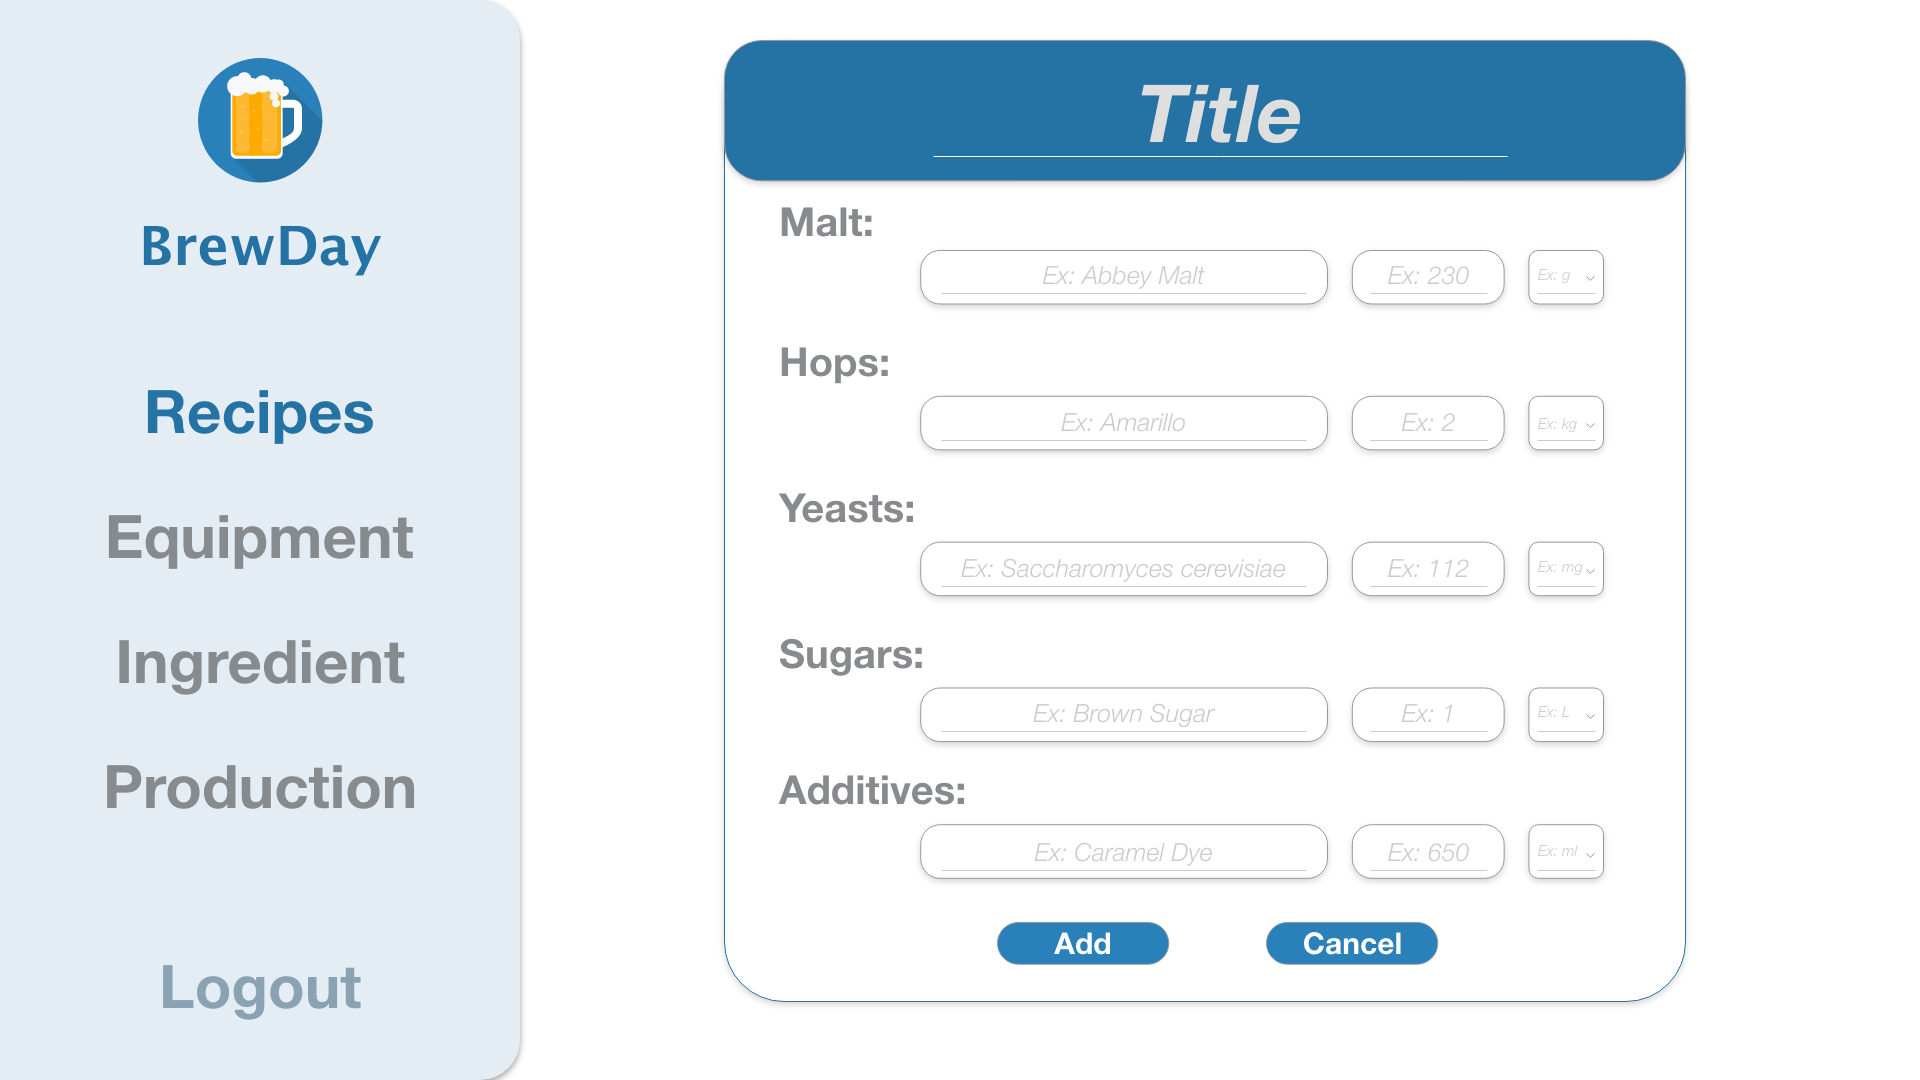 BrewDay
Recipes
Equipment
Ingredient
Production
Logout
Title
Malt:
Ex: Abbey Malt Ex: 230 Ex: g
Hops:
Ex: Amarillo Ex: 2 Ex: kg
Yeasts:
Ex: Saccharomyces cerevisiae Ex: 112 Ex: mg
Sugars:
Ex: Brown Sugar Ex: 1 Ex: L
Additives:
Ex: Caramel Dye Ex: 650 Ex: ml
Add Cancel